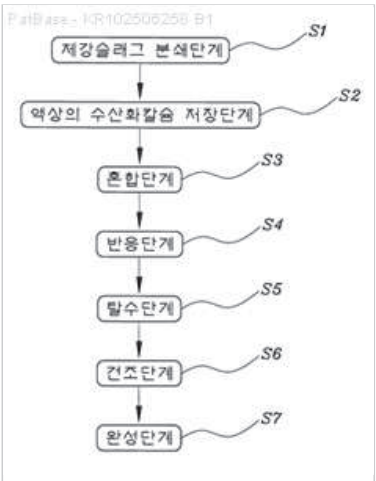 PatBase - KR102506256 B1
S1
제강슬래그 분쇄단계
S2
액상의 수산화칼슘 저장단계
S3
혼합단계
S4
반응단계
S5
탈수단계
S6
건조단계
S7
완성단계